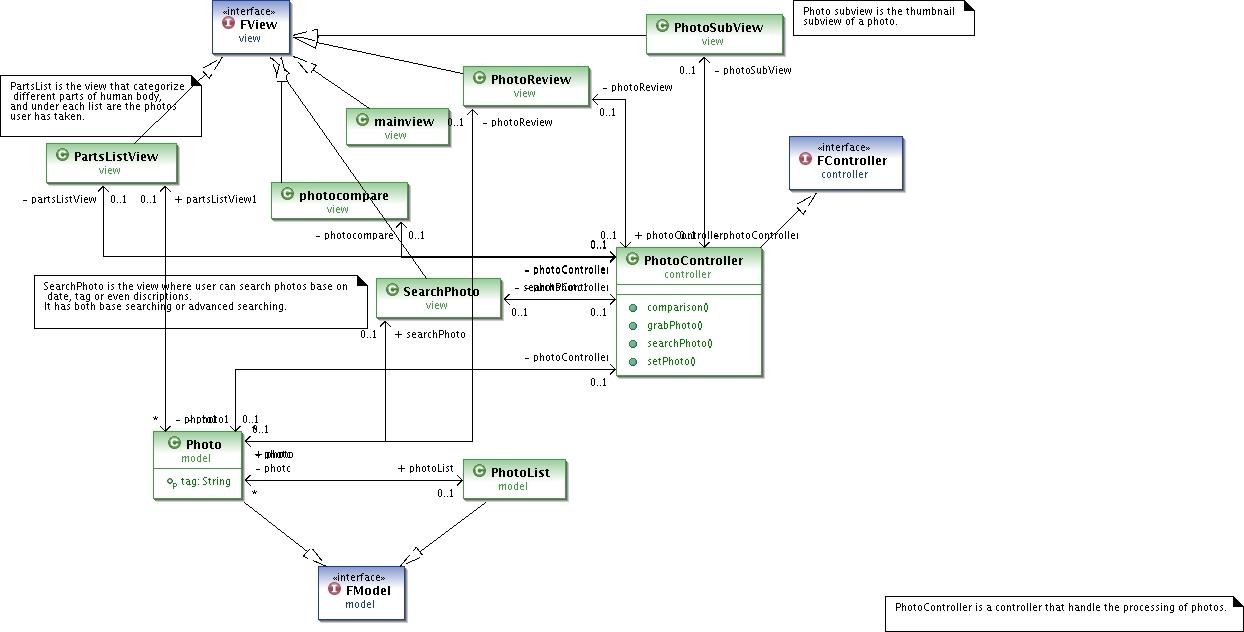 «interface»
FView
view
PhotoSubView
view
Photo subview is the thumbnail
subview of a photo.
0..1
- photoSubView
PartsList is the view that categorize
different parts of human body,
and under each list are the photos
user has taken.
PhotoReview
view
- photoReview
0..1
mainview
view
0..1
- photoReview
PartsListView
view
«interface»
FController
controller
- partsListView
0..1
0..1
+ partsListView1
photocompare
view
- photocompare
0..1
0..1
+ photoController
0..1
- photoController
0..1
PhotoController
controller
comparison()
grabPhoto()
searchPhoto()
setPhoto()
- photoController
SearchPhoto is the view where user can search photos base on
date, tag or even discriptions.
It has both base searching or advanced searching.
SearchPhoto
view
0..1
0..1
0..1
+ searchPhoto
- photoController
0..1
*
0..1
*
0..1
Photo
model
tag: String
+ photo
- photo
*
+ photoList
0..1
PhotoList
model
«interface»
FModel
model
PhotoController is a controller that handle the processing of photos.